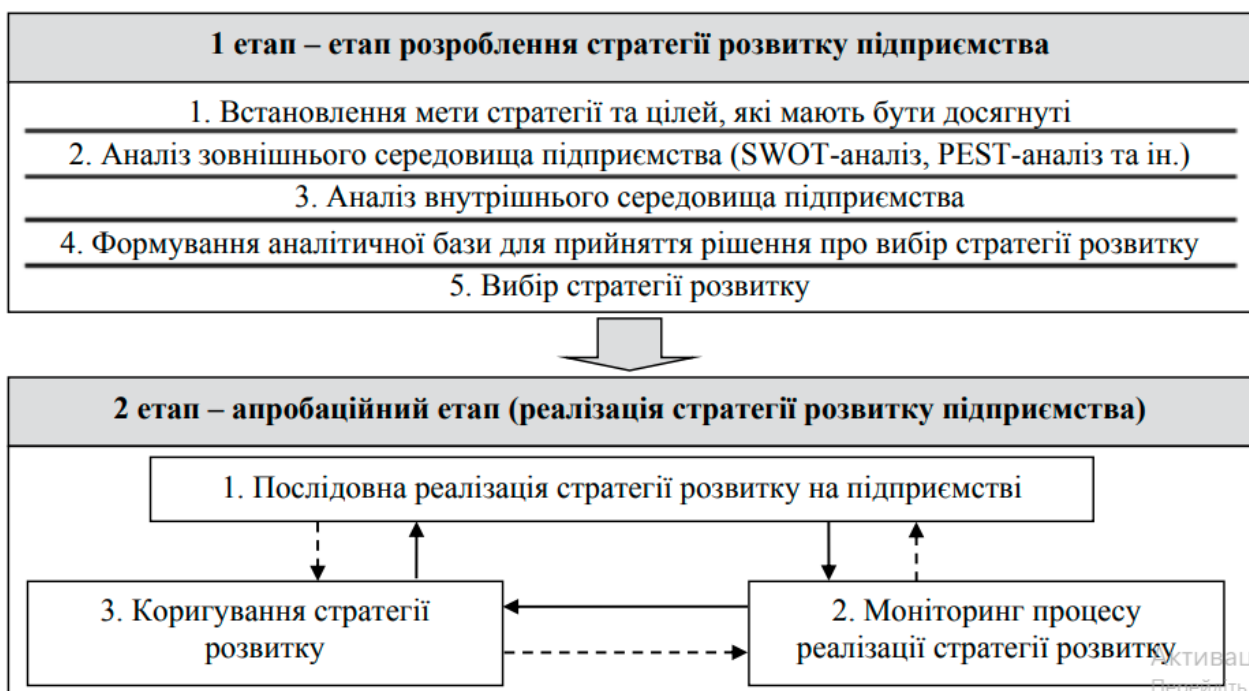 1 етап – етап розроблення стратегії розвитку підприємства
1. Встановлення мети стратегії та цілей, які мають бути досягнуті
2. Аналіз зовнішнього середовища підприємства (SWOT-аналіз, PEST-аналіз та ін.)
3. Аналіз внутрішнього середовища підприємства
4. Формування аналітичної бази для прийняття рішення про вибір стратегії розвитку
5. Вибір стратегії розвитку
2 етап – апробаційний етап (реалізація стратегії розвитку підприємства)
1. Послідовна реалізація стратегії розвитку на підприємстві
3. Коригування стратегії
розвитку
2. Моніторинг процесу
реалізації стратегії розвитку